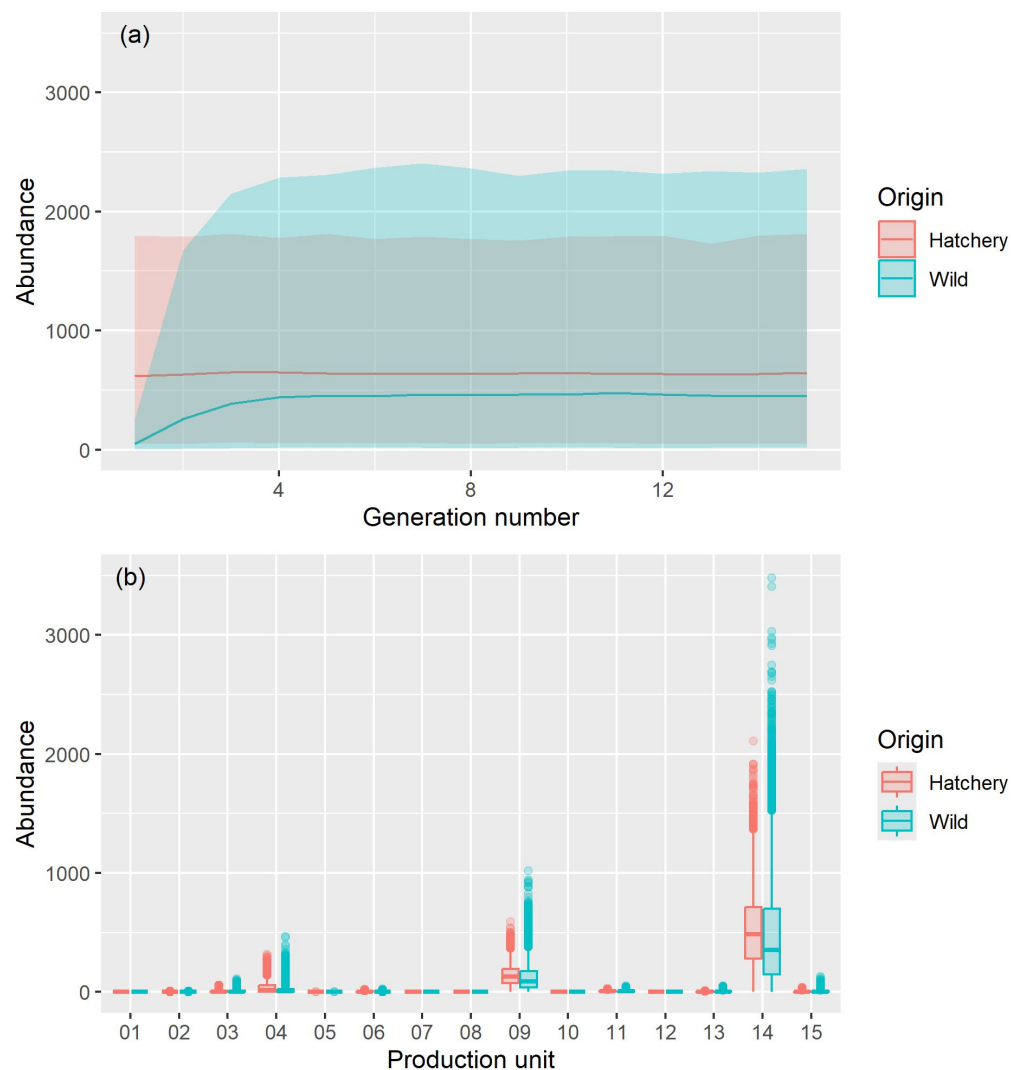 (a)
3000
2000
1000
0
Abundance
4 8 12
Generation number
Origin
Hatchery
Wild
(b)
3000
2000
1000
0
Abundance
01 02 03 04 05 06 07 08 09 10 11 12 13 14 15
Production unit
Origin
Hatchery
Wild